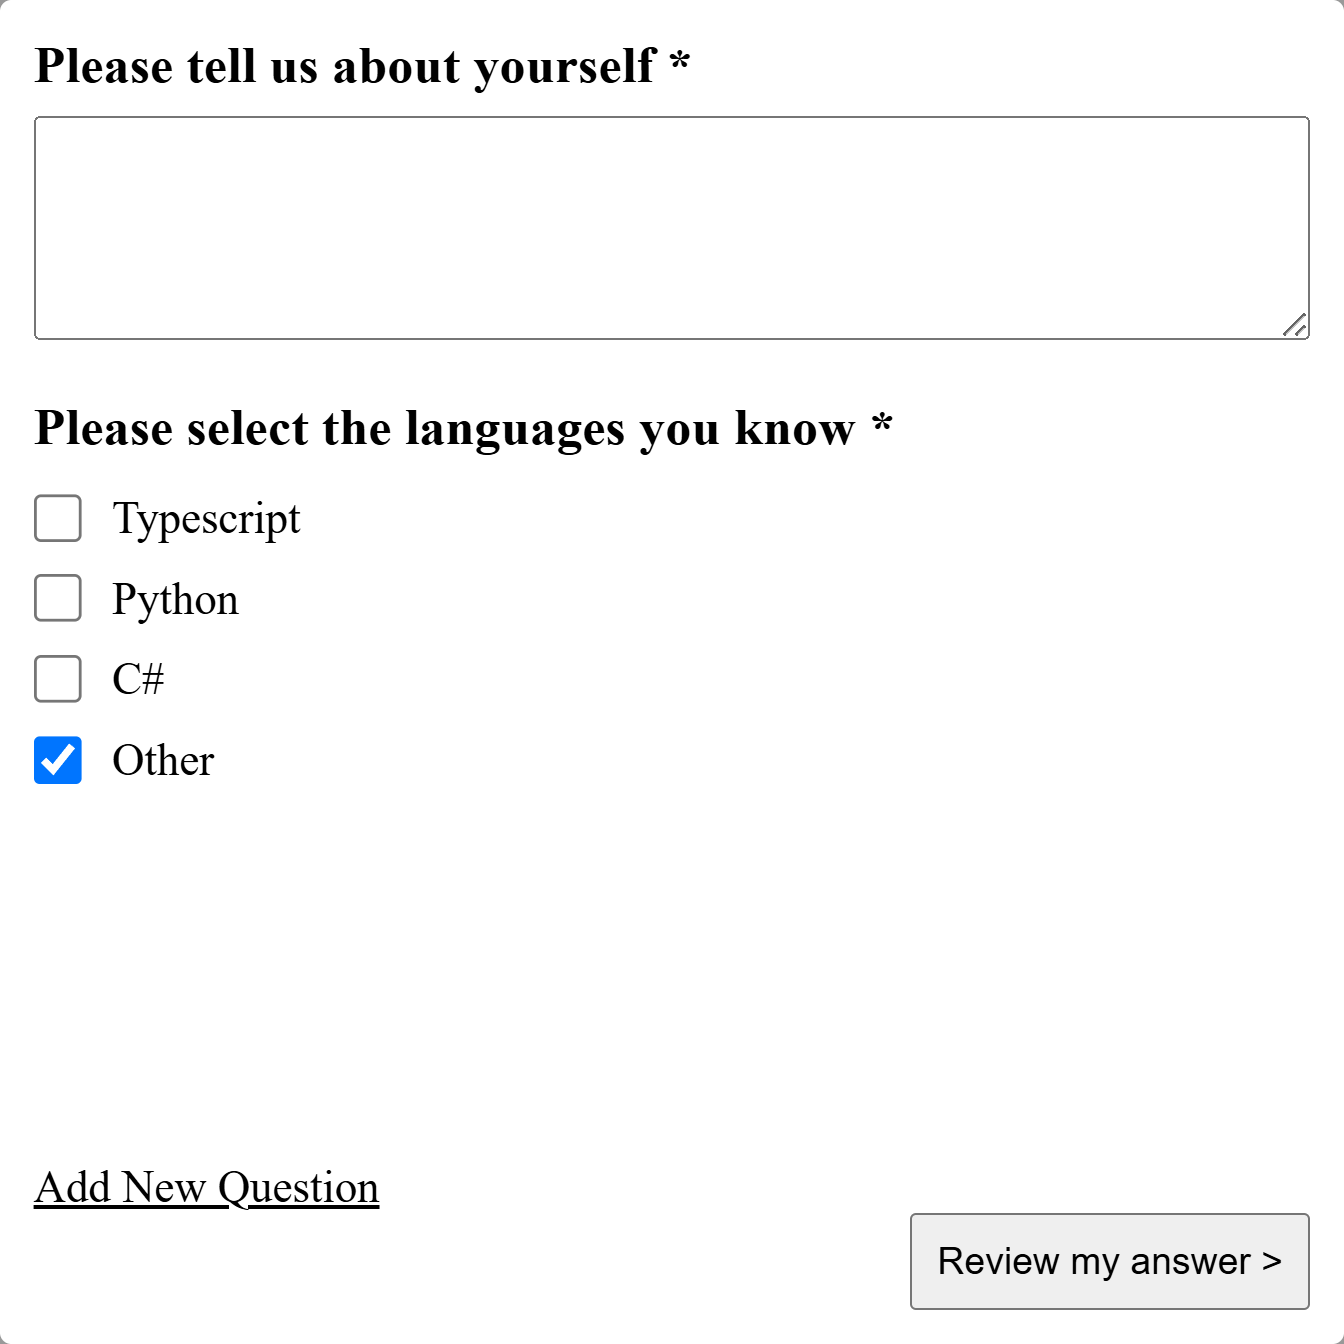 Please tell us about yourself *
Please select the languages you know *
Typescript
Python
C#
Other
Add New Question
Review my answer >